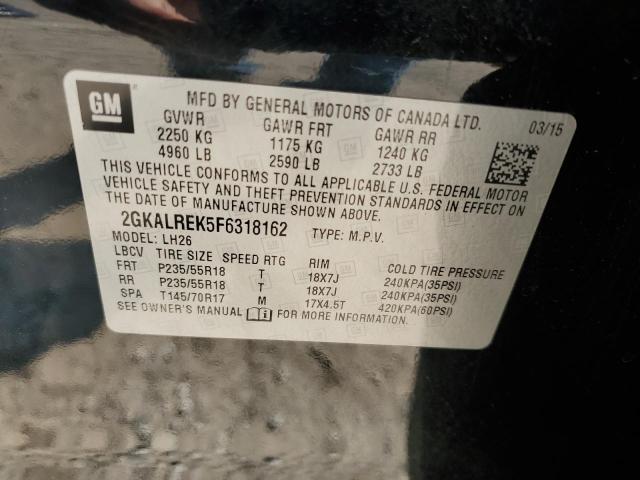 GM
MFD BY GENERAL MOTORS OF CANADA LTD. 03/15
GVWR GAWR FRT GAWR RR
2250 KG 1175 KG 1240 KG
4960 LB 2590 LB 2733 LB
THIS VEHICLE CONFORMS TO ALL APPLICABLE U.S. FEDERAL MOTOR
VEHICLE SAFETY AND THEFT PREVENTION STANDARDS IN EFFECT ON
THE DATE OF MANUFACTURE SHOWN ABOVE.
2GKALREK5F6318162 TYPE: M.P.V.
MODEL: LH26
LBCV TIRE SIZE SPEED RTG RIM COLD TIRE PRESSURE
FRT P235/55R18 T 18X7J 240KPA(35PSI)
RR P235/55R18 T 18X7J 240KPA(35PSI)
SPA T145/70R17 M 17X4.5T 420KPA(60PSI)
SEE OWNER'S MANUAL FOR MORE INFORMATION.